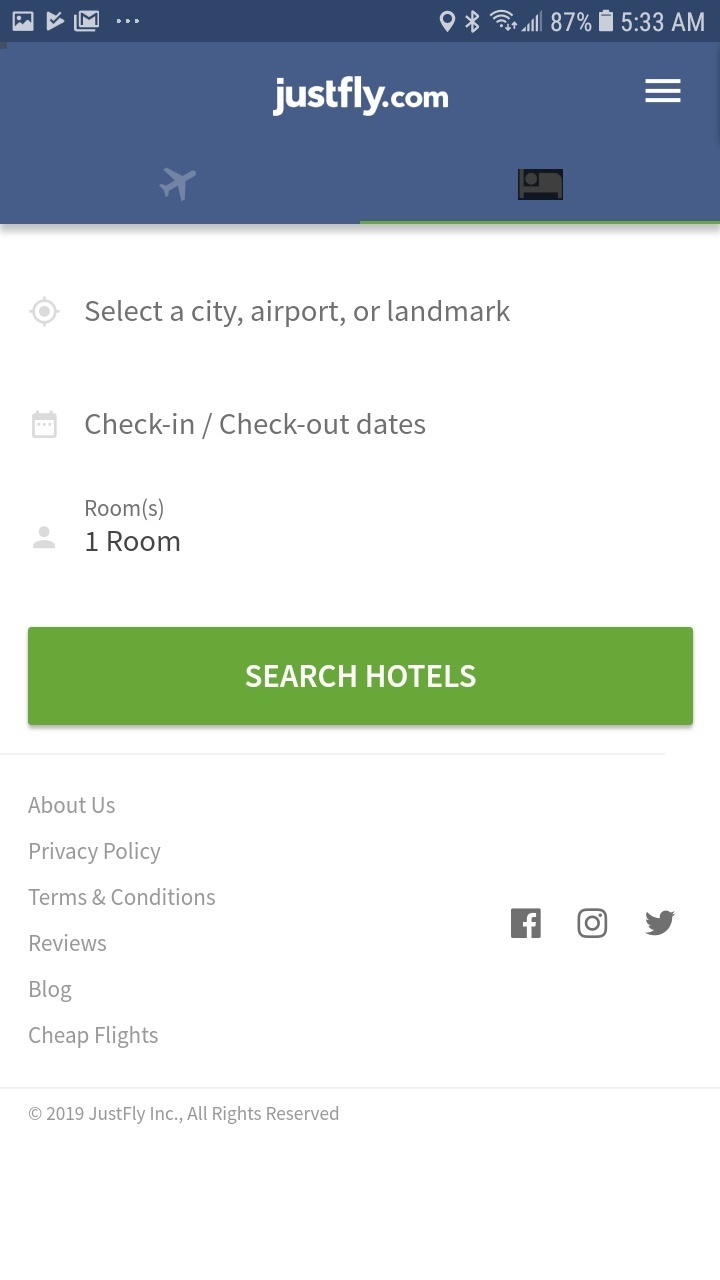 87% 5:33 AM
justfly.com
Select a city, airport, or landmark
Check-in / Check-out dates
Room(s)
1 Room
SEARCH HOTELS
About Us
Privacy Policy
Terms & Conditions
Reviews
Blog
Cheap Flights
© 2019 JustFly Inc., All Rights Reserved